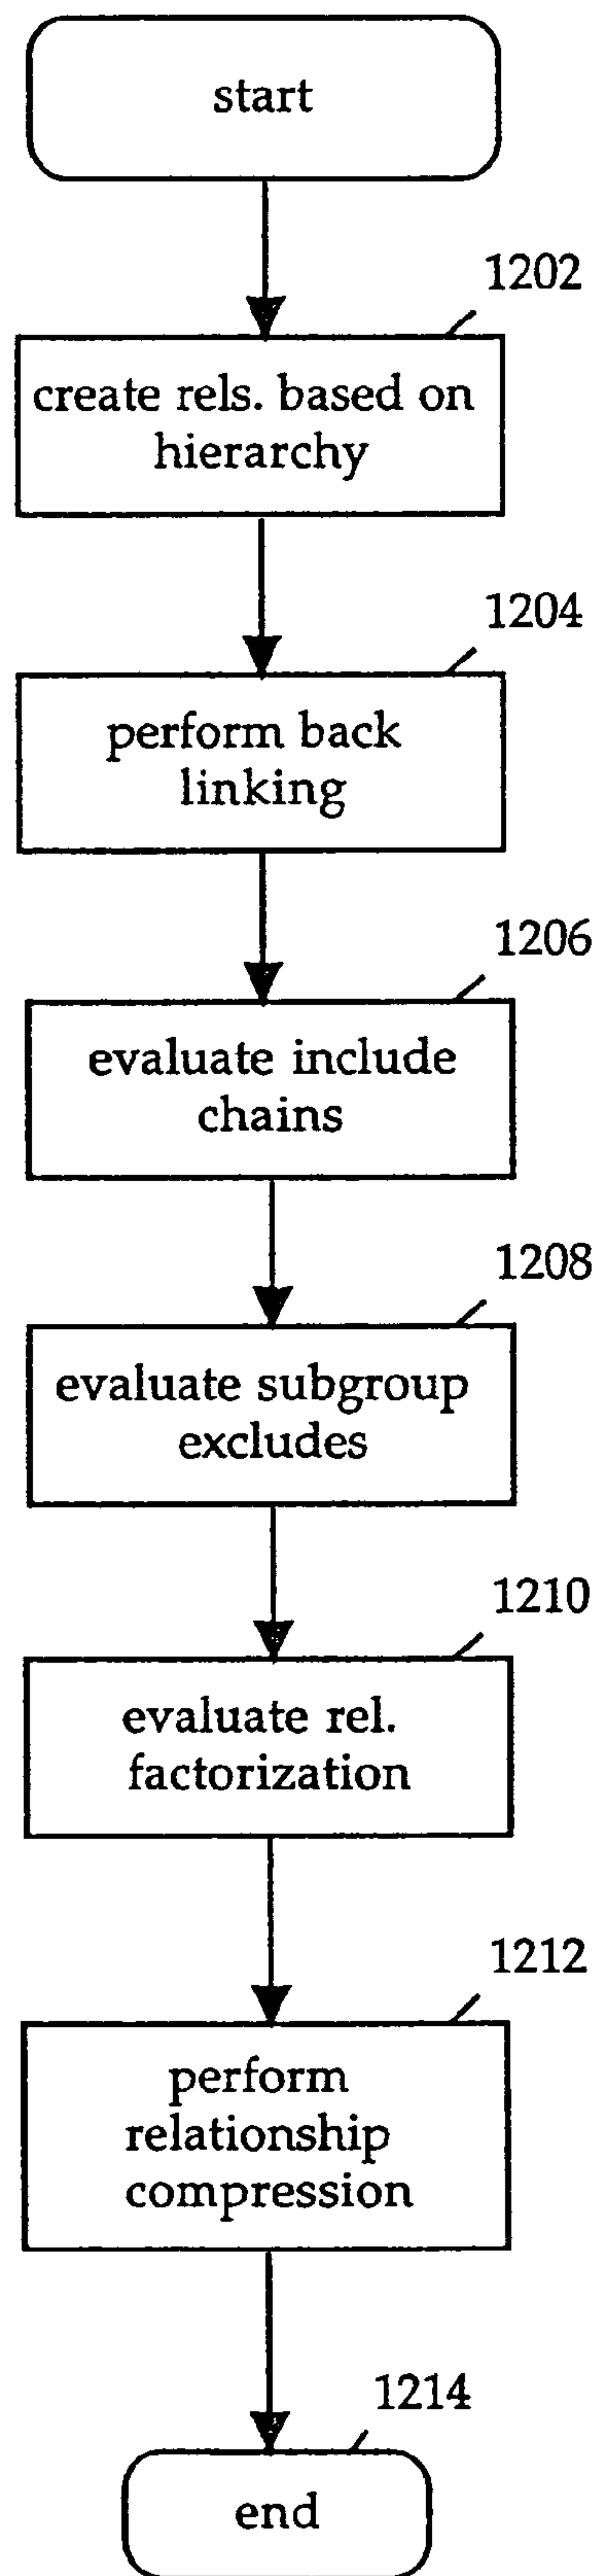 start
1202
create rels. based on
hierarchy
1204
perform back
linking
1206
evaluate include
chains
1208
evaluate subgroup
excludes
1210
evaluate rel.
factorization
1212
perform
relationship
compression
1214
end